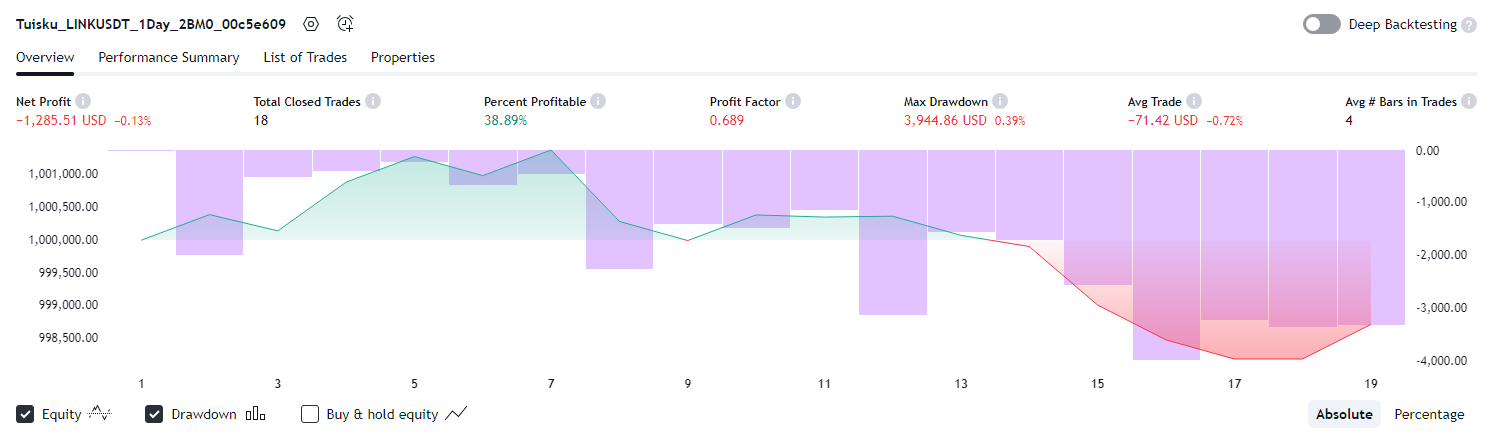 Tuisku_LINKUSDT_1Day_2BM0_00c5e609 Deep Backtesting ?
Overview Performance Summary List of Trades Properties
Net Profit Total Closed Trades Percent Profitable Profit Factor Max Drawdown Avg Trade Avg # Bars in Trades
−1,285.51 USD −0.13% 18 38.89% 0.689 3,944.86 USD 0.39% −71.42 USD −0.72% 4
1,001,000.00
1,000,500.00
1,000,000.00
999,500.00
999,000.00
998,500.00
0.00
-1,000.00
-2,000.00
-3,000.00
-4,000.00
1 3 5 7 9 11 13 15 17 19
Equity Drawdown Buy & hold equity Absolute Percentage